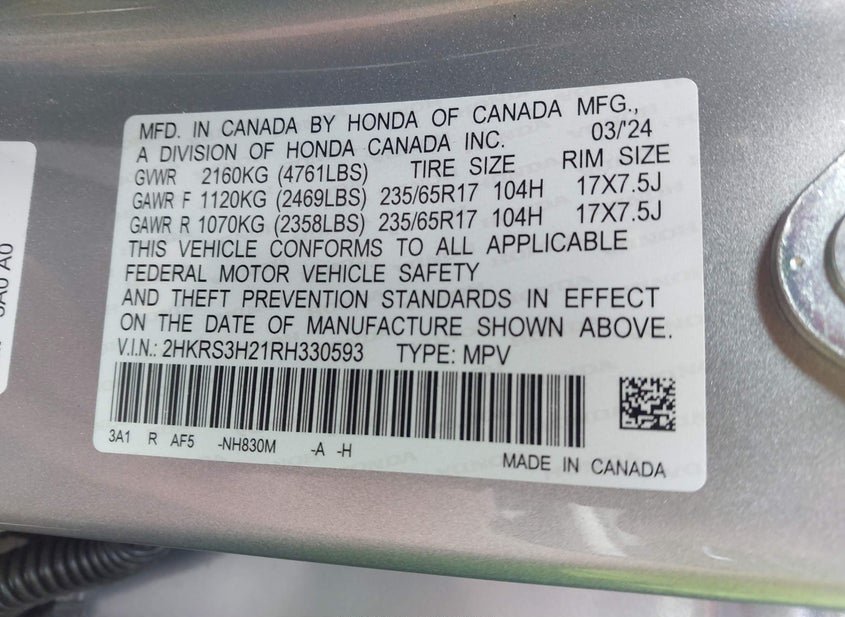 MFD. IN CANADA BY HONDA OF CANADA MFG.,
A DIVISION OF HONDA CANADA INC. 03/'24
GVWR 2160KG (4761LBS) TIRE SIZE RIM SIZE
GAWR F 1120KG (2469LBS) 235/65R17 104H 17X7.5J
GAWR R 1070KG (2358LBS) 235/65R17 104H 17X7.5J
THIS VEHICLE CONFORMS TO ALL APPLICABLE
FEDERAL MOTOR VEHICLE SAFETY
AND THEFT PREVENTION STANDARDS IN EFFECT
ON THE DATE OF MANUFACTURE SHOWN ABOVE.
V.I.N.: 2HKRS3H21RH330593 TYPE: MPV
3A1 R AF5 -NH830M -A -H
MADE IN CANADA